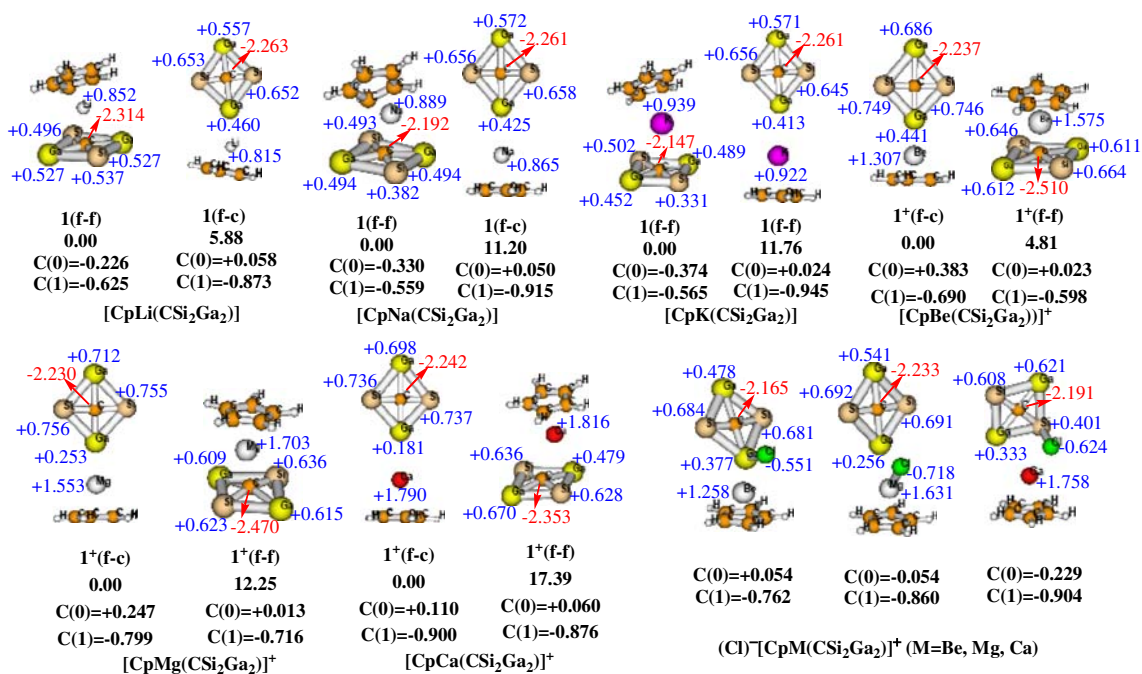 +0.557
-2.263
+0.653
+0.652
+0.852
-2.314
+0.460
+0.496
+0.527
+0.815
+0.527
+0.537
1(f-f)
0.00
C(0)=-0.226
C(1)=-0.625
1(f-c)
5.88
C(0)=+0.058
C(1)=-0.873
[CpLi(CSi₂Ga₂)]
+0.572
-2.261
+0.656
+0.658
+0.889
+0.493
-2.192
+0.425
+0.865
+0.494
+0.494
+0.382
1(f-f)
0.00
C(0)=-0.330
C(1)=-0.559
1(f-c)
11.20
C(0)=+0.050
C(1)=-0.915
[CpNa(CSi₂Ga₂)]
+0.571
-2.261
+0.656
+0.645
+0.939
+0.413
+0.502
-2.147
+0.489
+0.922
+0.452
+0.331
1(f-f)
0.00
C(0)=-0.374
C(1)=-0.565
1(f-f)
11.76
C(0)=+0.024
C(1)=-0.945
[CpK(CSi₂Ga₂)]
+0.686
-2.237
+0.749
+0.746
+0.441
+1.307
+1.575
+0.646
+0.611
+0.664
+0.612
-2.510
1⁺(f-c)
0.00
C(0)=+0.383
C(1)=-0.690
1⁺(f-f)
4.81
C(0)=+0.023
C(1)=-0.598
[CpBe(CSi₂Ga₂))]⁺
+0.712
-2.230
+0.755
+0.756
+0.253
+1.553
+1.703
+0.609
+0.636
+0.623
-2.470
+0.615
1⁺(f-c)
0.00
C(0)=+0.247
C(1)=-0.799
1⁺(f-f)
12.25
C(0)=+0.013
C(1)=-0.716
[CpMg(CSi₂Ga₂)]⁺
+0.698
-2.242
+0.736
+0.737
+0.181
+1.790
+1.816
+0.636
+0.479
+0.628
+0.670
-2.353
1⁺(f-c)
0.00
C(0)=+0.110
C(1)=-0.900
1⁺(f-f)
17.39
C(0)=+0.060
C(1)=-0.876
[CpCa(CSi₂Ga₂)]⁺
+0.478
-2.165
+0.684
+0.681
+0.377
-0.551
+1.258
C(0)=+0.054
C(1)=-0.762
+0.541
-2.233
+0.692
+0.691
+0.256
-0.718
+1.631
C(0)=-0.054
C(1)=-0.860
+0.621
+0.608
-2.191
+0.401
-0.624
+0.333
+1.758
C(0)=-0.229
C(1)=-0.904
(Cl)⁻[CpM(CSi₂Ga₂)]⁺ (M=Be, Mg, Ca)